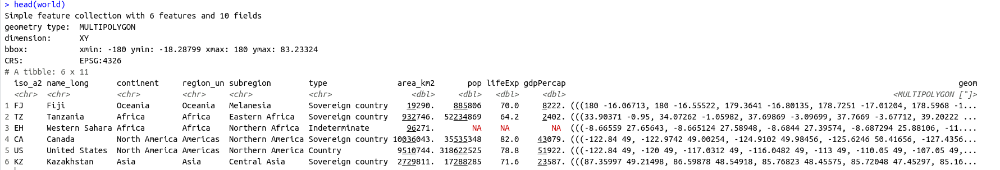 > head(world)
Simple feature collection with 6 features and 10 fields
geometry type:  MULTIPOLYGON
dimension:      XY
bbox:           xmin: -180 ymin: -18.28799 xmax: 180 ymax: 83.23324
CRS:            EPSG:4326
# A tibble: 6 x 11
  iso_a2 name_long      continent     region_un subregion        type              area_km2       pop lifeExp gdpPercap                                                                                    geom
  <chr>  <chr>          <chr>         <chr>     <chr>            <chr>                <dbl>     <dbl>   <dbl>     <dbl>                                                                      <MULTIPOLYGON [°]>
1 FJ     Fiji           Oceania       Oceania   Melanesia        Sovereign country   19290.    885806    70.0     8222. (((180 -16.06713, 180 -16.55522, 179.3641 -16.80135, 178.7251 -17.01204, 178.5968 -1...
2 TZ     Tanzania       Africa        Africa    Eastern Africa   Sovereign country  932746.  52234869    64.2     2402. (((33.90371 -0.95, 34.07262 -1.05982, 37.69869 -3.09699, 37.7669 -3.67712, 39.20222 ...
3 EH     Western Sahara Africa        Africa    Northern Africa  Indeterminate       96271.        NA    NA         NA  (((-8.66559 27.65643, -8.665124 27.58948, -8.6844 27.39574, -8.687294 25.88106, -11....
4 CA     Canada         North America Americas  Northern America Sovereign country 10036043.  35535348    82.0    43079. (((-122.84 49, -122.9742 49.00254, -124.9102 49.98456, -125.6246 50.41656, -127.4356...
5 US     United States  North America Americas  Northern America Country            9510744. 318622525    78.8    51922. (((-122.84 49, -120 49, -117.0312 49, -116.0482 49, -113 49, -110.05 49, -107.05 49,...
6 KZ     Kazakhstan     Asia          Asia      Central Asia     Sovereign country  2729811.  17288285    71.6    23587. (((87.35997 49.21498, 86.59878 48.54918, 85.76823 48.45575, 85.72048 47.45297, 85.16...